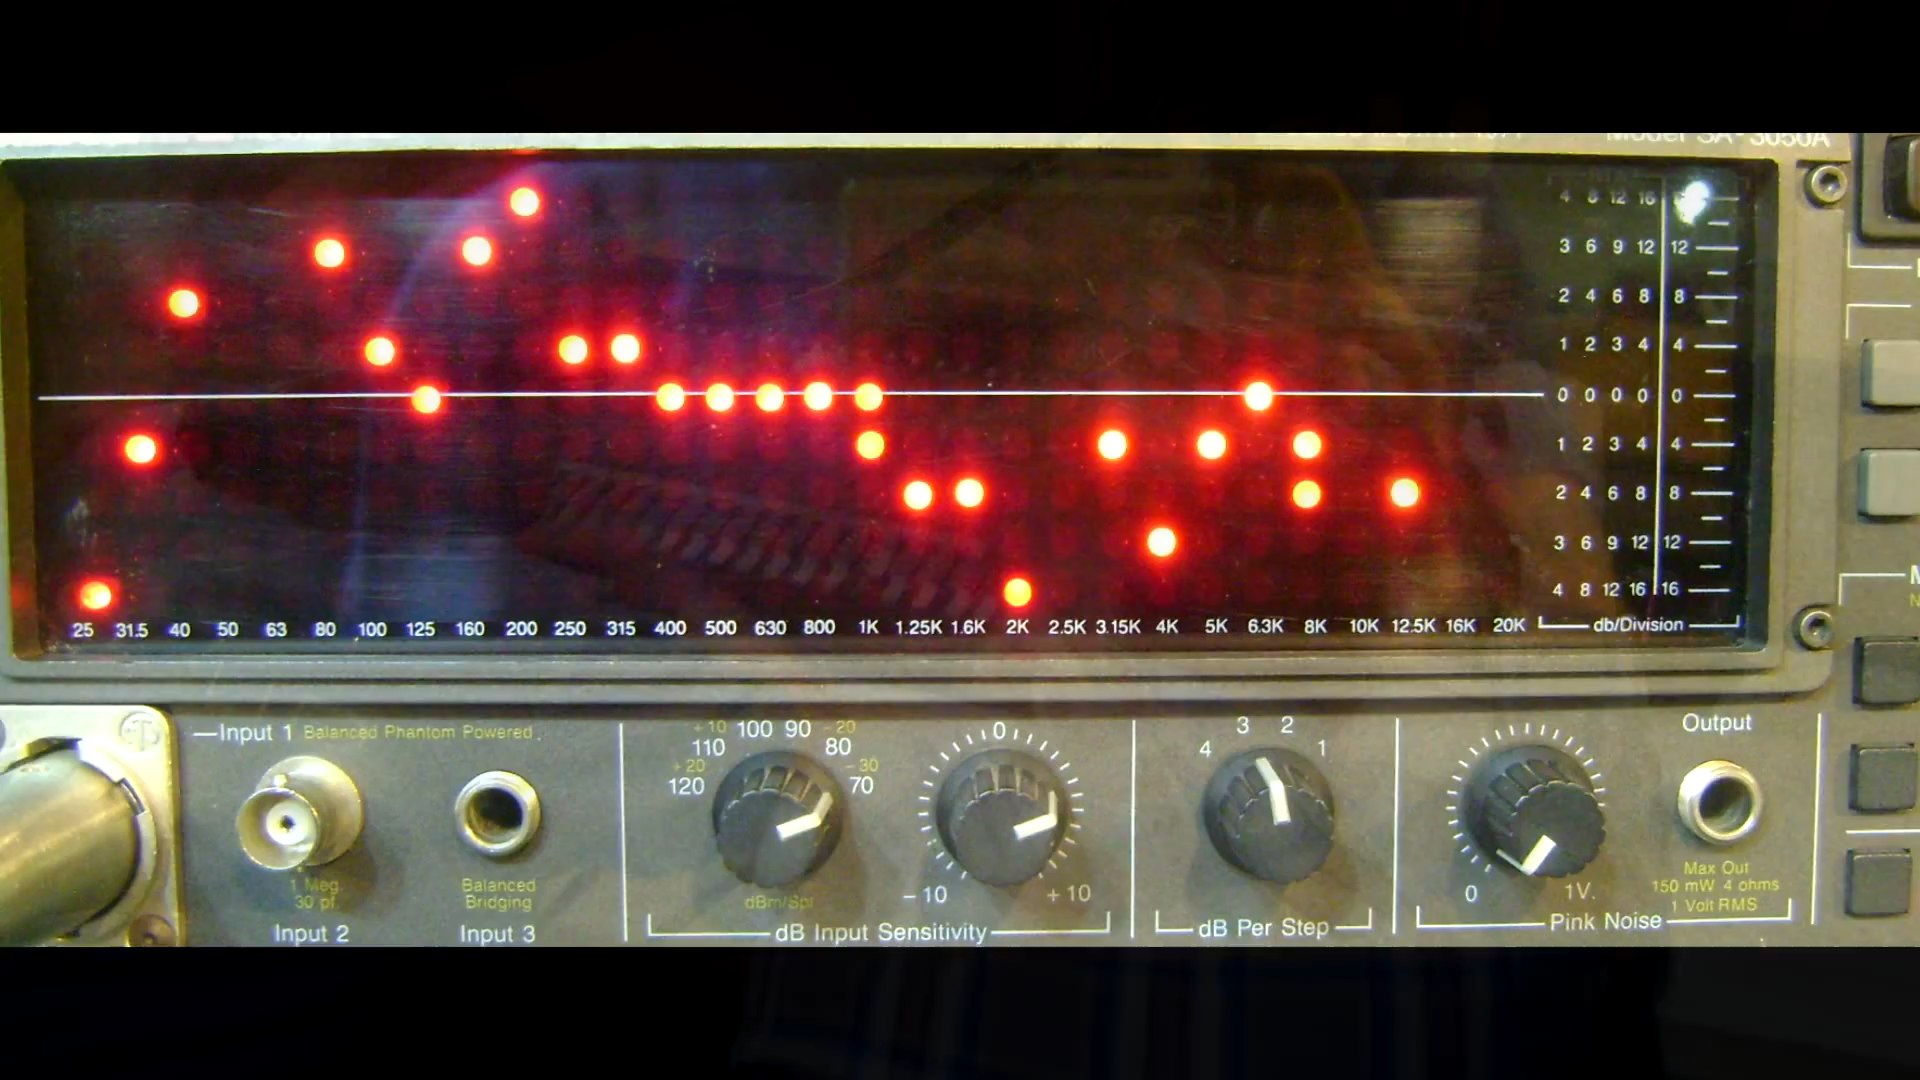 Model SA-3050A
4 8 12 16
3 6 9 12 12
2 4 6 8 8
1 2 3 4 4
0 0 0 0 0
1 2 3 4 4
2 4 6 8 8
3 6 9 12 12
4 8 12 16 16
25 31.5 40 50 63 80 100 125 160 200 250 315 400 500 630 800 1K 1.25K 1.6K 2K 2.5K 3.15K 4K 5K 6.3K 8K 10K 12.5K 16K 20K db/Division
Input 1 Balanced Phantom Powered
1 Meg.
30 pf.
Input 2
Balanced
Bridging
Input 3
+10 100 90 -20
110 80
+20 -30
120 70
dBm/Spl
0
-10 +10
dB Input Sensitivity
3 2
4 1
dB Per Step
0 1V.
Pink Noise
Output
Max Out
150 mW 4 ohms
1 Volt RMS